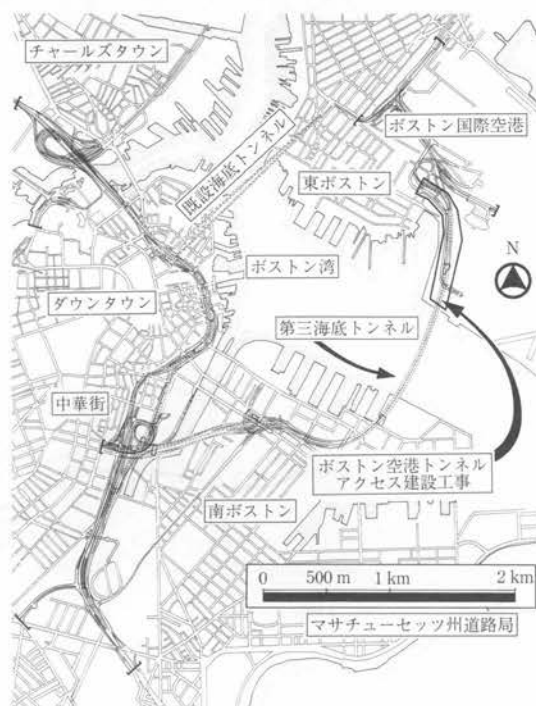 チャールズタウン
既設海底トンネル
ボストン国際空港
東ボストン
N
ボストン湾
ダウンタウン
第三海底トンネル
中華街
ボストン空港トンネル
アクセス建設工事
南ボストン
0 500 m 1 km 2 km
マサチューセッツ州道路局